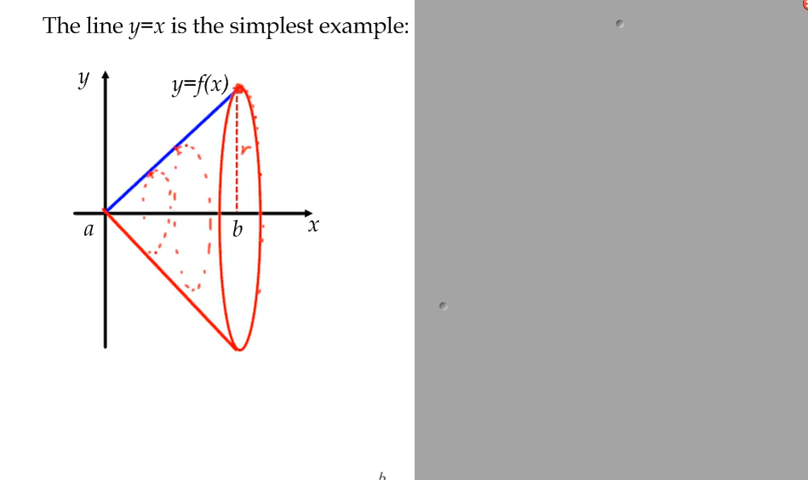 The line y=x is the simplest example:
y
y=f(x)
r
a
b
x
b